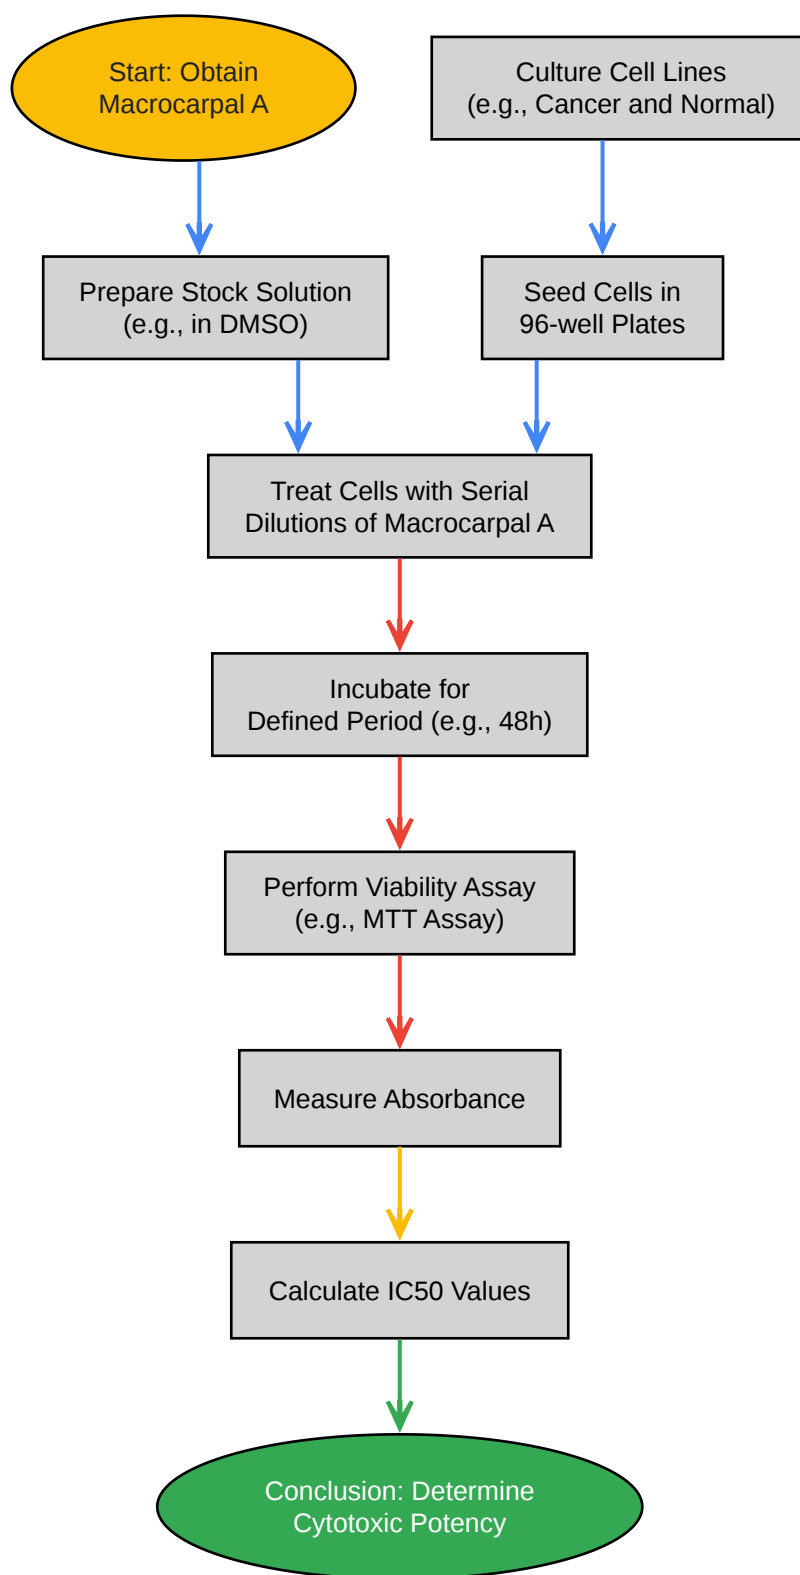 Start: Obtain
Macrocarpal A
Culture Cell Lines
(e.g., Cancer and Normal)
Prepare Stock Solution
(e.g., in DMSO)
Seed Cells in
96-well Plates
Treat Cells with Serial
Dilutions of Macrocarpal A
Incubate for
Defined Period (e.g., 48h)
Perform Viability Assay
(e.g., MTT Assay)
Measure Absorbance
Calculate IC50 Values
Conclusion: Determine
Cytotoxic Potency